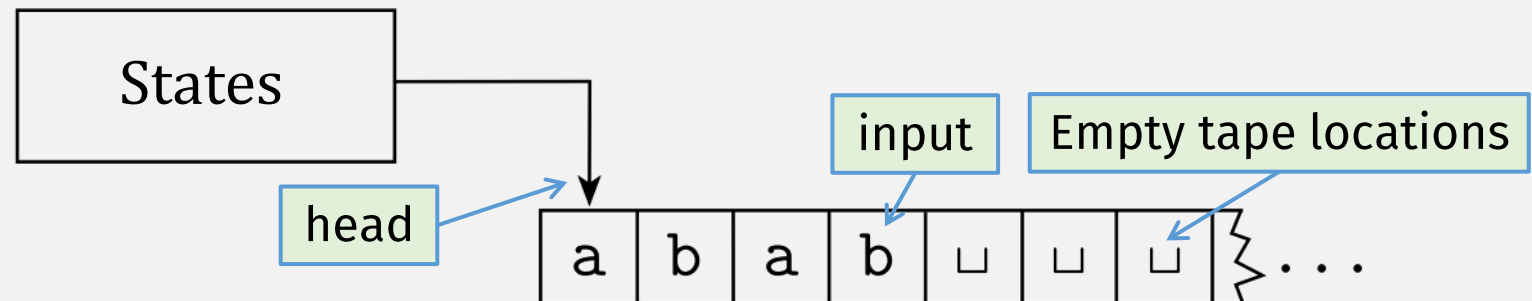 States
input
Empty tape locations
head
a b a b ␣ ␣ ␣ ...